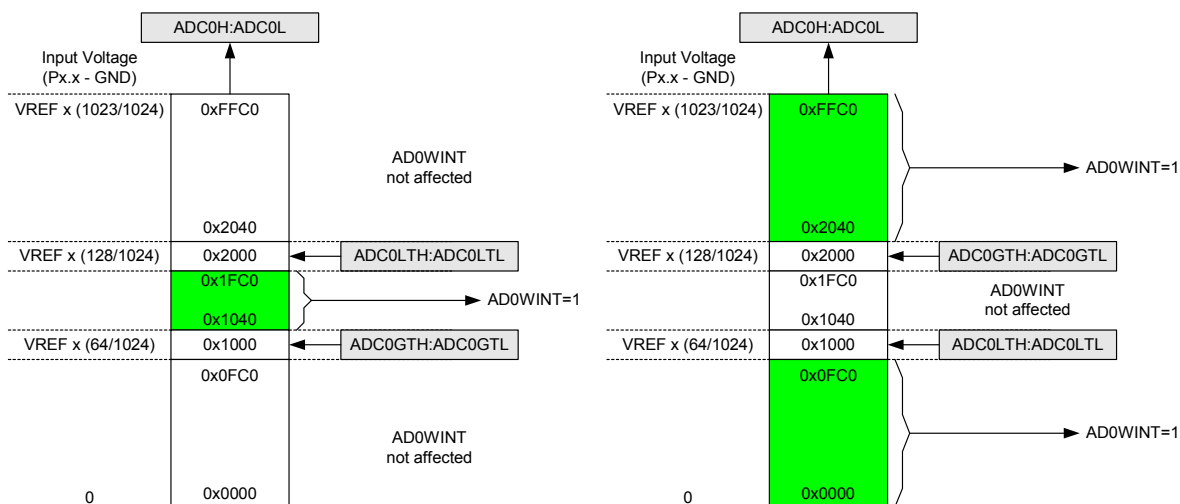 ADC0H:ADC0L
Input Voltage
(Px.x - GND)
VREF x (1023/1024)
0xFFC0
AD0WINT
not affected
0x2040
VREF x (128/1024)
0x2000
ADC0LTH:ADC0LTL
0x1FC0
AD0WINT=1
0x1040
VREF x (64/1024)
0x1000
ADC0GTH:ADC0GTL
0x0FC0
AD0WINT
not affected
0
0x0000
ADC0H:ADC0L
Input Voltage
(Px.x - GND)
VREF x (1023/1024)
0xFFC0
AD0WINT=1
0x2040
VREF x (128/1024)
0x2000
ADC0GTH:ADC0GTL
0x1FC0
AD0WINT
not affected
0x1040
VREF x (64/1024)
0x1000
ADC0LTH:ADC0LTL
0x0FC0
AD0WINT=1
0
0x0000